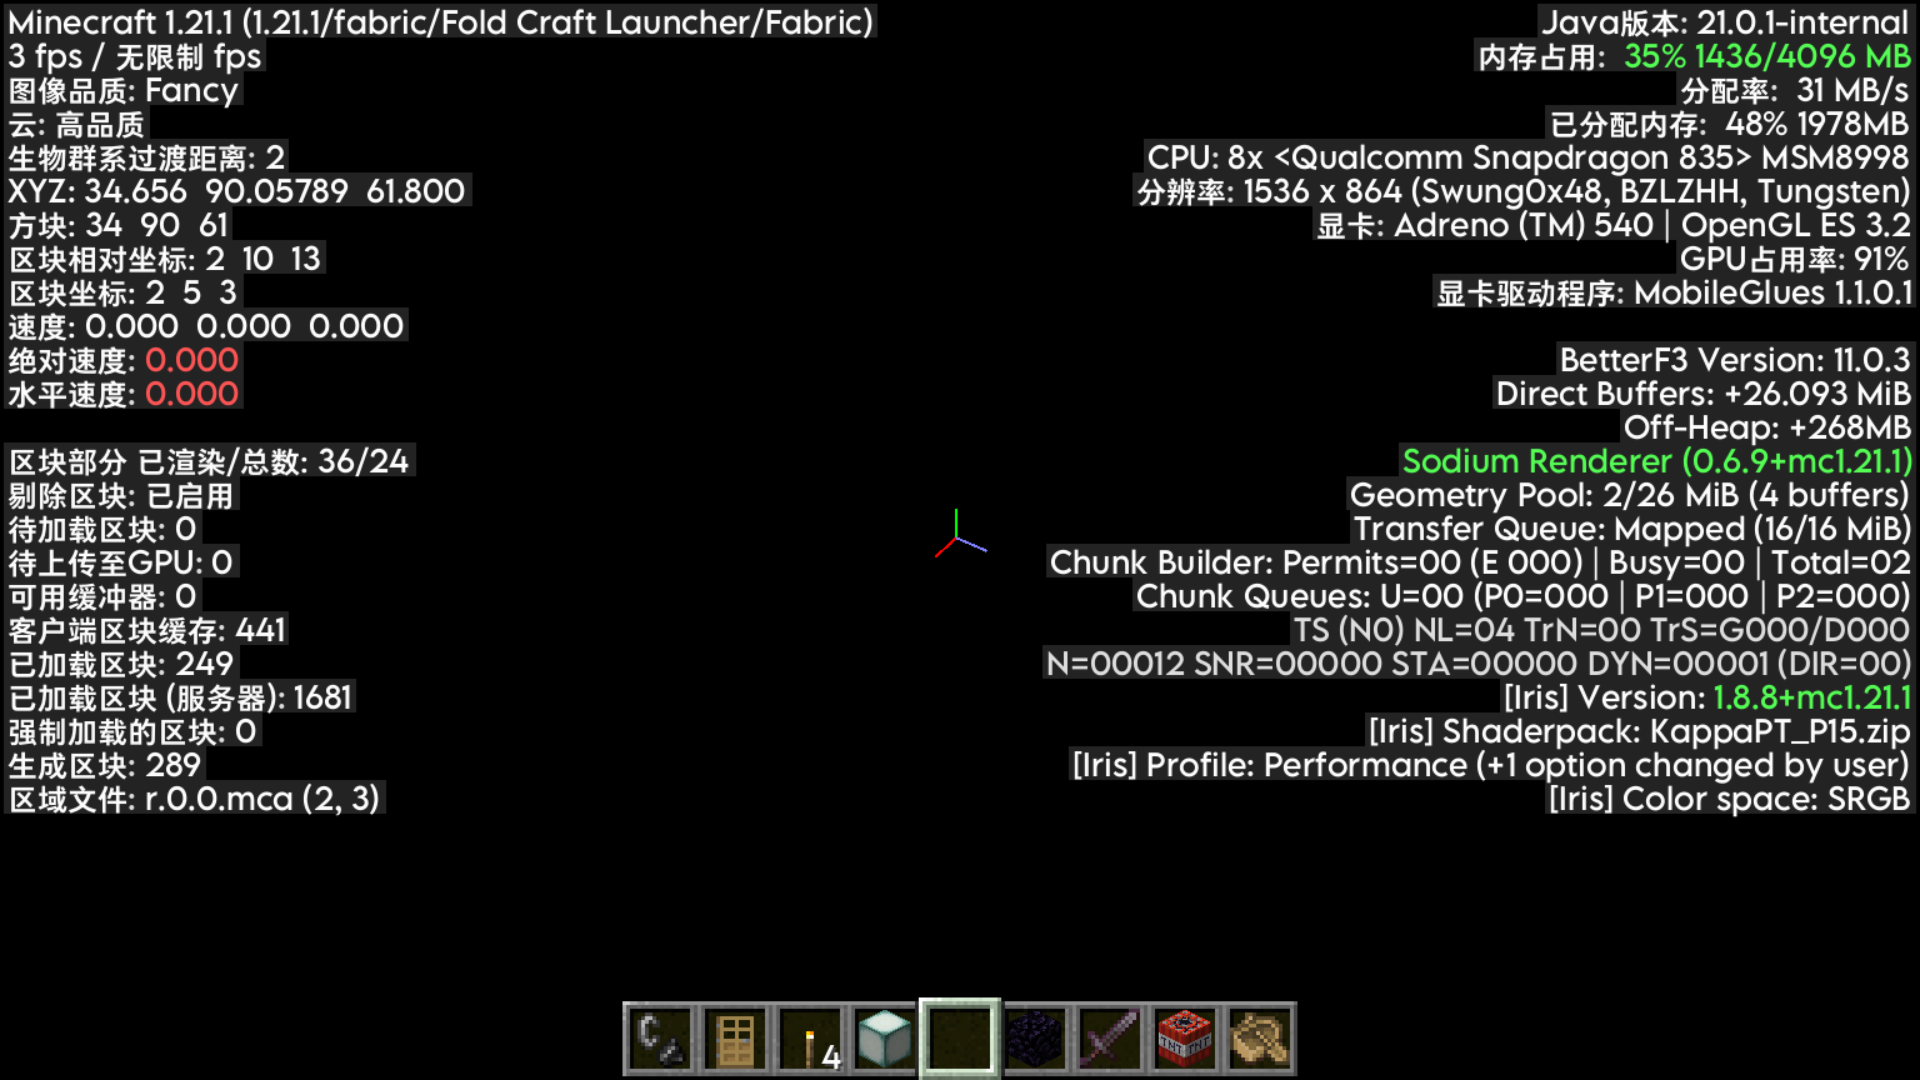 Minecraft 1.21.1 (1.21.1/fabric/Fold Craft Launcher/Fabric)
3 fps / 无限制 fps
图像品质: Fancy
云: 高品质
生物群系过渡距离: 2
XYZ: 34.656 90.05789 61.800
方块: 34 90 61
区块相对坐标: 2 10 13
区块坐标: 2 5 3
速度: 0.000 0.000 0.000
绝对速度: 0.000
水平速度: 0.000
区块部分 已渲染/总数: 36/24
剔除区块: 已启用
待加载区块: 0
待上传至GPU: 0
可用缓冲器: 0
客户端区块缓存: 441
已加载区块: 249
已加载区块 (服务器): 1681
强制加载的区块: 0
生成区块: 289
区域文件: r.0.0.mca (2, 3)
Java版本: 21.0.1-internal
内存占用: 35% 1436/4096 MB
分配率: 31 MB/s
已分配内存: 48% 1978MB
CPU: 8x <Qualcomm Snapdragon 835> MSM8998
分辨率: 1536 x 864 (Swung0x48, BZLZHH, Tungsten)
显卡: Adreno (TM) 540 | OpenGL ES 3.2
GPU占用率: 91%
显卡驱动程序: MobileGlues 1.1.0.1
BetterF3 Version: 11.0.3
Direct Buffers: +26.093 MiB
Off-Heap: +268MB
Sodium Renderer (0.6.9+mc1.21.1)
Geometry Pool: 2/26 MiB (4 buffers)
Transfer Queue: Mapped (16/16 MiB)
Chunk Builder: Permits=00 (E 000) | Busy=00 | Total=02
Chunk Queues: U=00 (P0=000 | P1=000 | P2=000)
TS (N0) NL=04 TrN=00 TrS=G000/D000
N=00012 SNR=00000 STA=00000 DYN=00001 (DIR=00)
[Iris] Version: 1.8.8+mc1.21.1
[Iris] Shaderpack: KappaPT_P15.zip
[Iris] Profile: Performance (+1 option changed by user)
[Iris] Color space: SRGB
4
TNT TNT